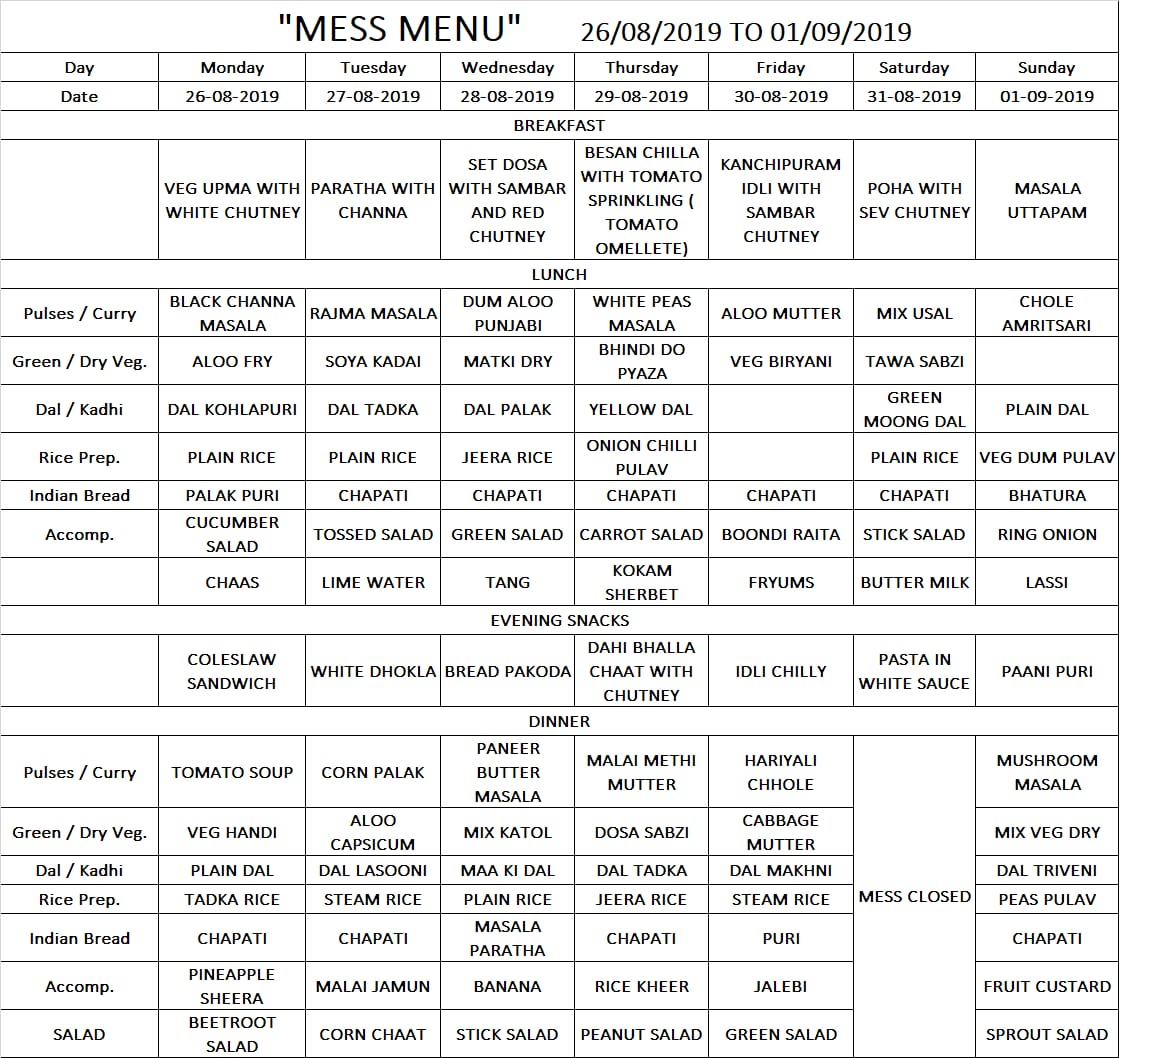 "MESS MENU" 26/08/2019 TO 01/09/2019
Day Monday Tuesday Wednesday Thursday Friday Saturday Sunday
Date 26-08-2019 27-08-2019 28-08-2019 29-08-2019 30-08-2019 31-08-2019 01-09-2019
BREAKFAST
VEG UPMA WITH WHITE CHUTNEY PARATHA WITH CHANNA SET DOSA WITH SAMBAR AND RED CHUTNEY BESAN CHILLA WITH TOMATO SPRINKLING ( TOMATO OMELLETE) KANCHIPURAM IDLI WITH SAMBAR CHUTNEY POHA WITH SEV CHUTNEY MASALA UTTAPAM
LUNCH
Pulses / Curry BLACK CHANNA MASALA RAJMA MASALA DUM ALOO PUNJABI WHITE PEAS MASALA ALOO MUTTER MIX USAL CHOLE AMRITSARI
Green / Dry Veg. ALOO FRY SOYA KADAI MATKI DRY BHINDI DO PYAZA VEG BIRYANI TAWA SABZI
Dal / Kadhi DAL KOHLAPURI DAL TADKA DAL PALAK YELLOW DAL GREEN MOONG DAL PLAIN DAL
Rice Prep. PLAIN RICE PLAIN RICE JEERA RICE ONION CHILLI PULAV PLAIN RICE VEG DUM PULAV
Indian Bread PALAK PURI CHAPATI CHAPATI CHAPATI CHAPATI CHAPATI BHATURA
Accomp. CUCUMBER SALAD TOSSED SALAD GREEN SALAD CARROT SALAD BOONDI RAITA STICK SALAD RING ONION
CHAAS LIME WATER TANG KOKAM SHERBET FRYUMS BUTTER MILK LASSI
EVENING SNACKS
COLESLAW SANDWICH WHITE DHOKLA BREAD PAKODA DAHI BHALLA CHAAT WITH CHUTNEY IDLI CHILLY PASTA IN WHITE SAUCE PAANI PURI
DINNER
Pulses / Curry TOMATO SOUP CORN PALAK PANEER BUTTER MASALA MALAI METHI MUTTER HARIYALI CHHOLE MUSHROOM MASALA
Green / Dry Veg. VEG HANDI ALOO CAPSICUM MIX KATOL DOSA SABZI CABBAGE MUTTER MIX VEG DRY
Dal / Kadhi PLAIN DAL DAL LASOONI MAA KI DAL DAL TADKA DAL MAKHNI DAL TRIVENI
Rice Prep. TADKA RICE STEAM RICE PLAIN RICE JEERA RICE STEAM RICE MESS CLOSED PEAS PULAV
Indian Bread CHAPATI CHAPATI MASALA PARATHA CHAPATI PURI CHAPATI
Accomp. PINEAPPLE SHEERA MALAI JAMUN BANANA RICE KHEER JALEBI FRUIT CUSTARD
SALAD BEETROOT SALAD CORN CHAAT STICK SALAD PEANUT SALAD GREEN SALAD SPROUT SALAD